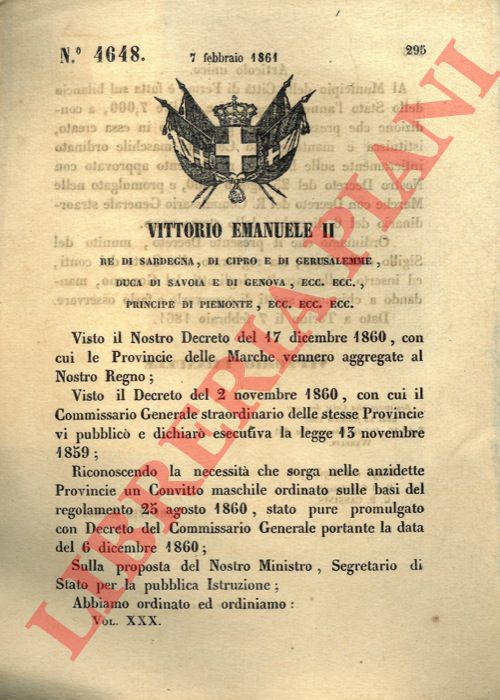 N.º 4648.
7 febbraio 1861
295
VITTORIO EMANUELE II
RE DI SARDEGNA, DI CIPRO E DI GERUSALEMME,
DUCA DI SAVOIA E DI GENOVA, ECC. ECC.,
PRINCIPE DI PIEMONTE, ECC. ECC. ECC.
Visto il Nostro Decreto del 17 dicembre 1860, con
cui le Provincie delle Marche vennero aggregate al
Nostro Regno;
Visto il Decreto del 2 novembre 1860, con cui il
Commissario Generale straordinario delle stesse Provincie
vi pubblicò e dichiarò esecutiva la legge 13 novembre
1859;
Riconoscendo la necessità che sorga nelle anzidette
Provincie un Convitto maschile ordinato sulle basi del
regolamento 25 agosto 1860, stato pure promulgato
con Decreto del Commissario Generale portante la data
del 6 dicembre 1860;
Sulla proposta del Nostro Ministro, Segretario di
Stato per la pubblica Istruzione;
Abbiamo ordinato ed ordiniamo:
VOL. XXX.
LIBRERIA PIANI